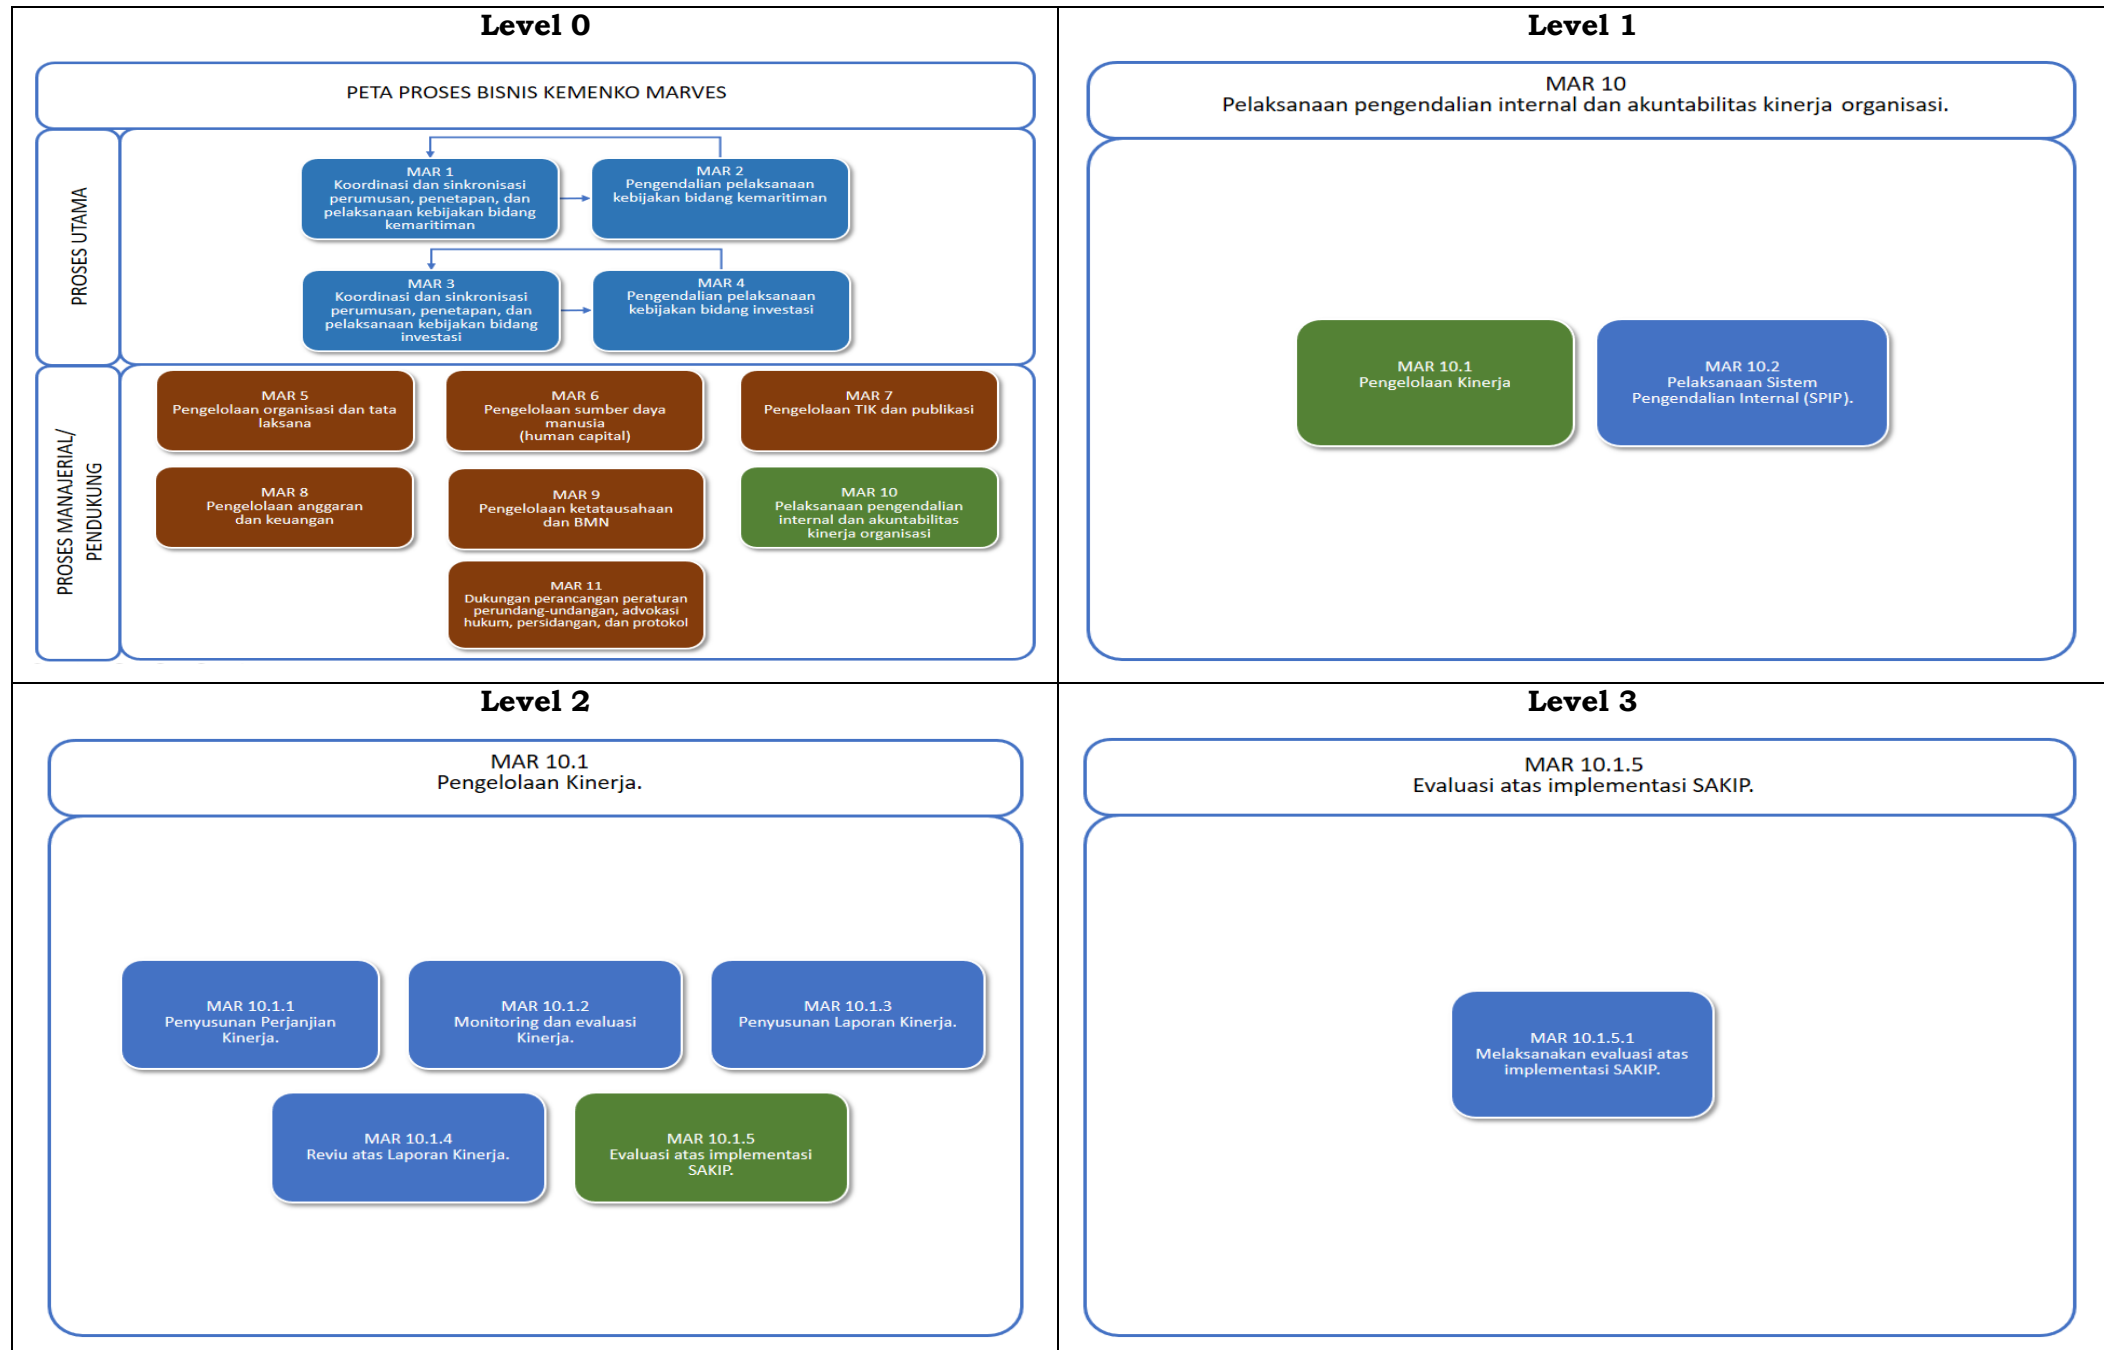 Level 0
PETA PROSES BISNIS KEMENKO MARVES
PROSES UTAMA
MAR 1
Koordinasi dan sinkronisasi
perumusan, penetapan, dan
pelaksanaan kebijakan bidang
kemaritiman
MAR 2
Pengendalian pelaksanaan
kebijakan bidang kemaritiman
MAR 3
Koordinasi dan sinkronisasi
perumusan, penetapan, dan
pelaksanaan kebijakan bidang
investasi
MAR 4
Pengendalian pelaksanaan
kebijakan bidang investasi
PROSES MANAJERIAL/
PENDUKUNG
MAR 5
Pengelolaan organisasi dan tata
laksana
MAR 6
Pengelolaan sumber daya
manusia
(human capital)
MAR 7
Pengelolaan TIK dan publikasi
MAR 8
Pengelolaan anggaran
dan keuangan
MAR 9
Pengelolaan ketatausahaan
dan BMN
MAR 10
Pelaksanaan pengendalian
internal dan akuntabilitas
kinerja organisasi
MAR 11
Dukungan perancangan peraturan
perundang-undangan, advokasi
hukum, persidangan, dan protokol
Level 1
MAR 10
Pelaksanaan pengendalian internal dan akuntabilitas kinerja organisasi.
MAR 10.1
Pengelolaan Kinerja
MAR 10.2
Pelaksanaan Sistem
Pengendalian Internal (SPIP).
Level 2
MAR 10.1
Pengelolaan Kinerja.
MAR 10.1.1
Penyusunan Perjanjian
Kinerja.
MAR 10.1.2
Monitoring dan evaluasi
Kinerja.
MAR 10.1.3
Penyusunan Laporan Kinerja.
MAR 10.1.4
Reviu atas Laporan Kinerja.
MAR 10.1.5
Evaluasi atas implementasi
SAKIP.
Level 3
MAR 10.1.5
Evaluasi atas implementasi SAKIP.
MAR 10.1.5.1
Melaksanakan evaluasi atas
implementasi SAKIP.